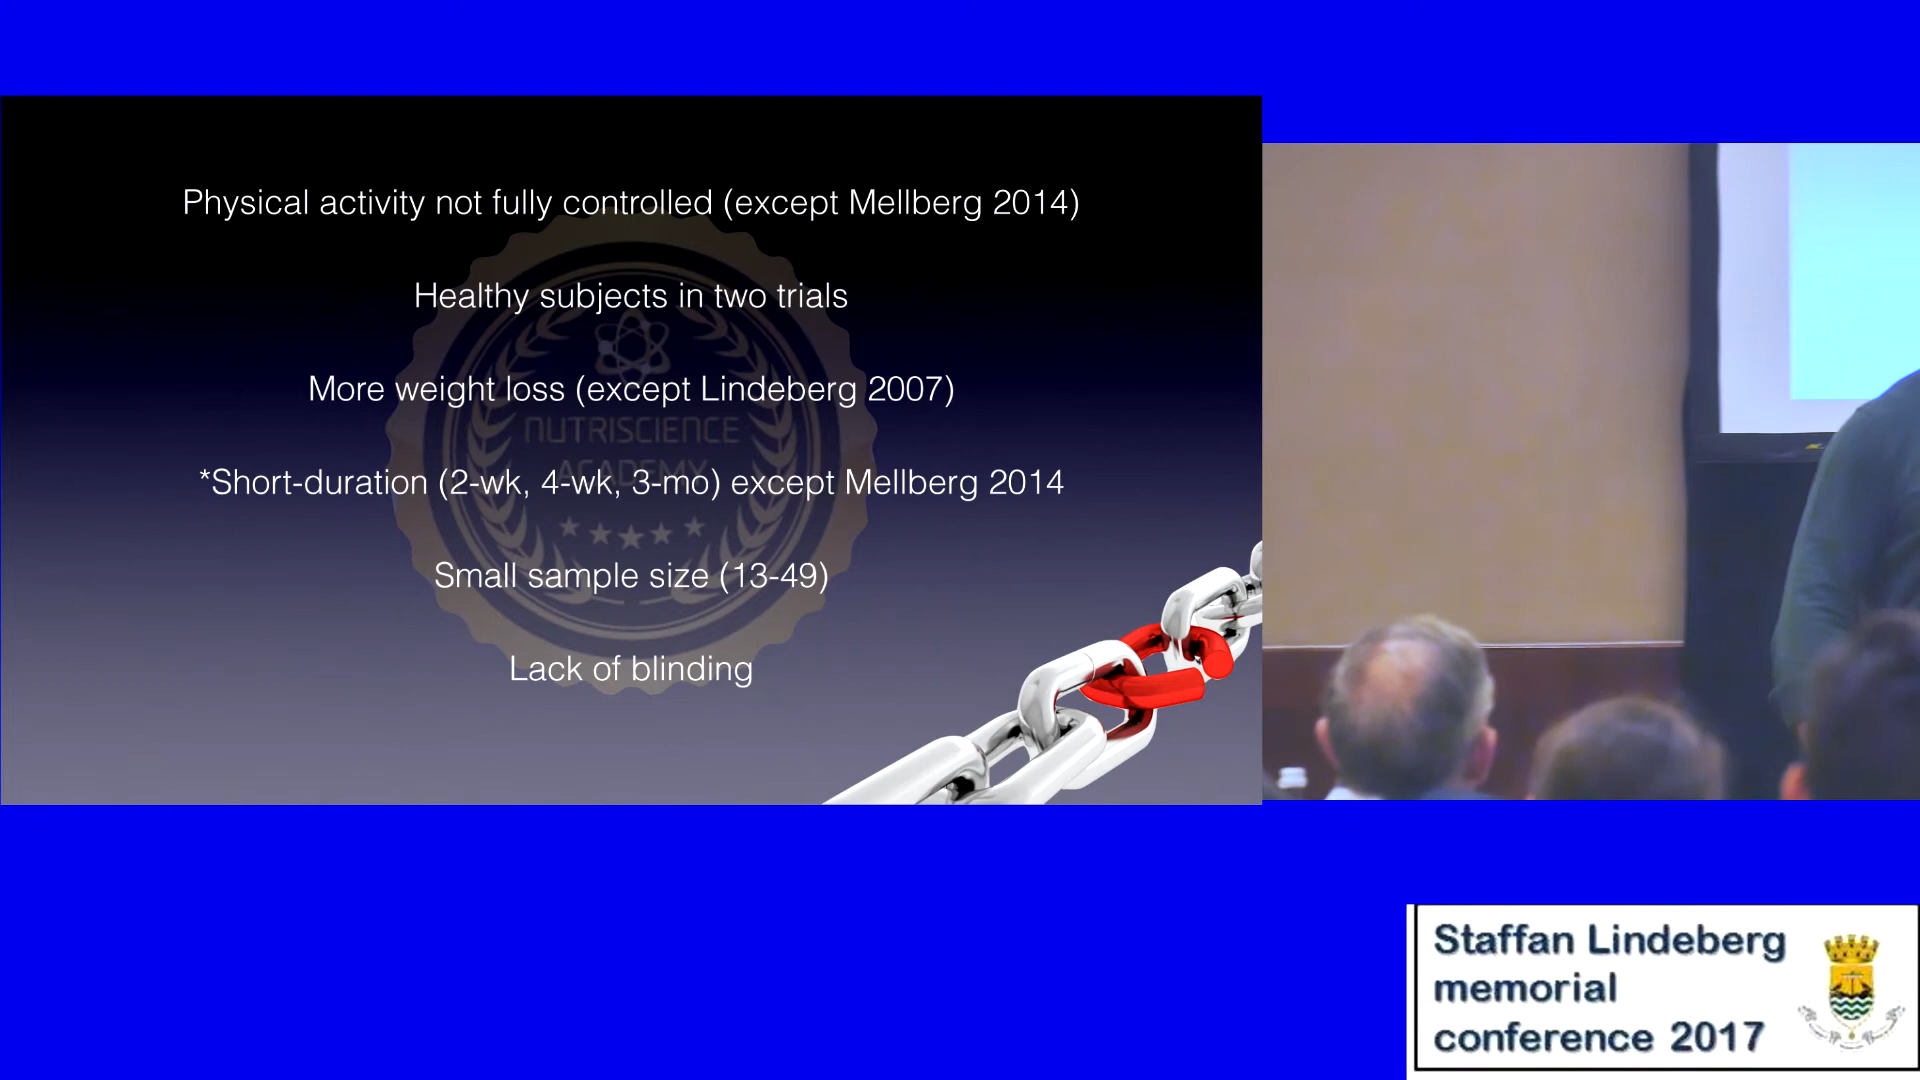 Physical activity not fully controlled (except Mellberg 2014)
Healthy subjects in two trials
More weight loss (except Lindeberg 2007)
NUTRISCIENCE
ACADEMY
*Short-duration (2-wk, 4-wk, 3-mo) except Mellberg 2014
Small sample size (13-49)
Lack of blinding
Staffan Lindeberg
memorial
conference 2017